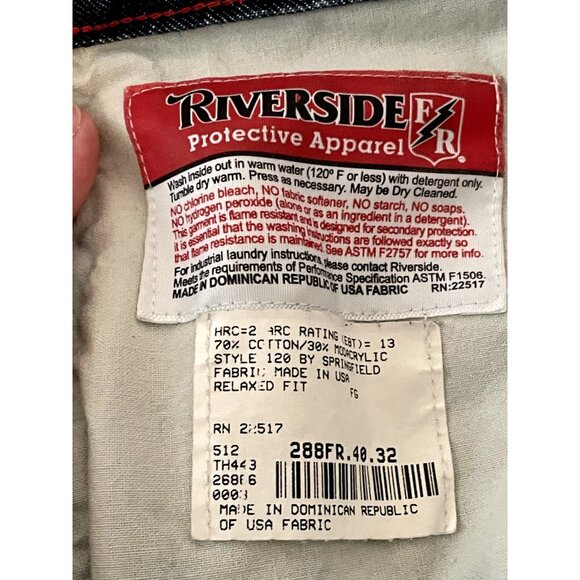 RIVERSIDE FR
Protective Apparel ®
Wash inside out in warm water (120° F or less) with detergent only.
Tumble dry warm. Press as necessary. May be Dry Cleaned.
NO chlorine bleach, NO fabric softener, NO starch, NO soaps.
NO hydrogen peroxide (alone or as an ingredient in a detergent).
This garment is flame resistant and is designed for secondary protection.
it is essential that the washing instructions are followed exactly so
that flame resistance is maintained. See ASTM F2757 for more info.
For industrial laundry instructions, please contact Riverside.
Meets the requirements of Performance Specification ASTM F1506.
MADE IN DOMINICAN REPUBLIC OF USA FABRIC RN:22517
HRC=2 ARC RATING (EBT)= 13
70% COTTON/30% MODACRYLIC
STYLE 120 BY SPRINGFIELD
FABRIC MADE IN USA
RELAXED FIT FG
RN 22517
512 288FR.40.32
TH443
268
000
MADE IN DOMINICAN REPUBLIC
OF USA FABRIC